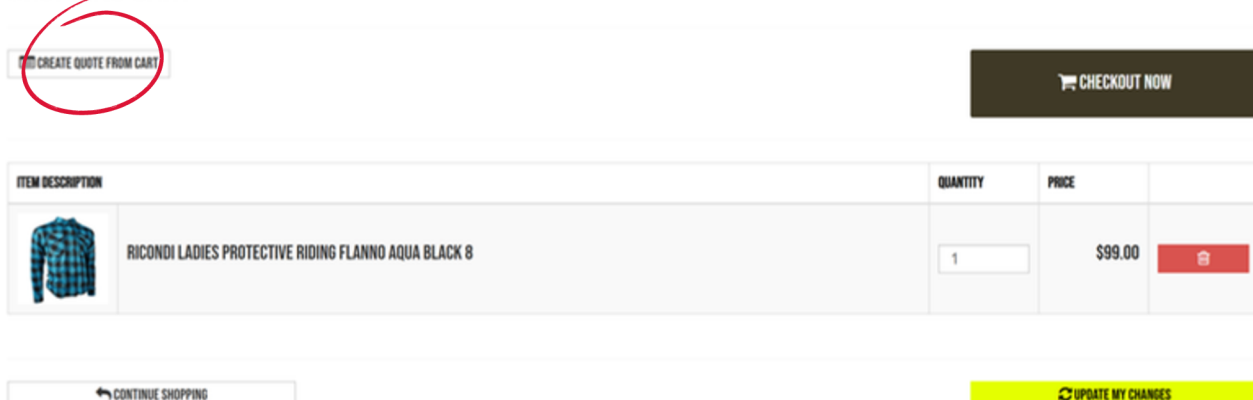 CREATE QUOTE FROM CART
CHECKOUT NOW
ITEM DESCRIPTION QUANTITY PRICE
RICONDI LADIES PROTECTIVE RIDING FLANNO AQUA BLACK 8 1 $99.00
CONTINUE SHOPPING UPDATE MY CHANGES